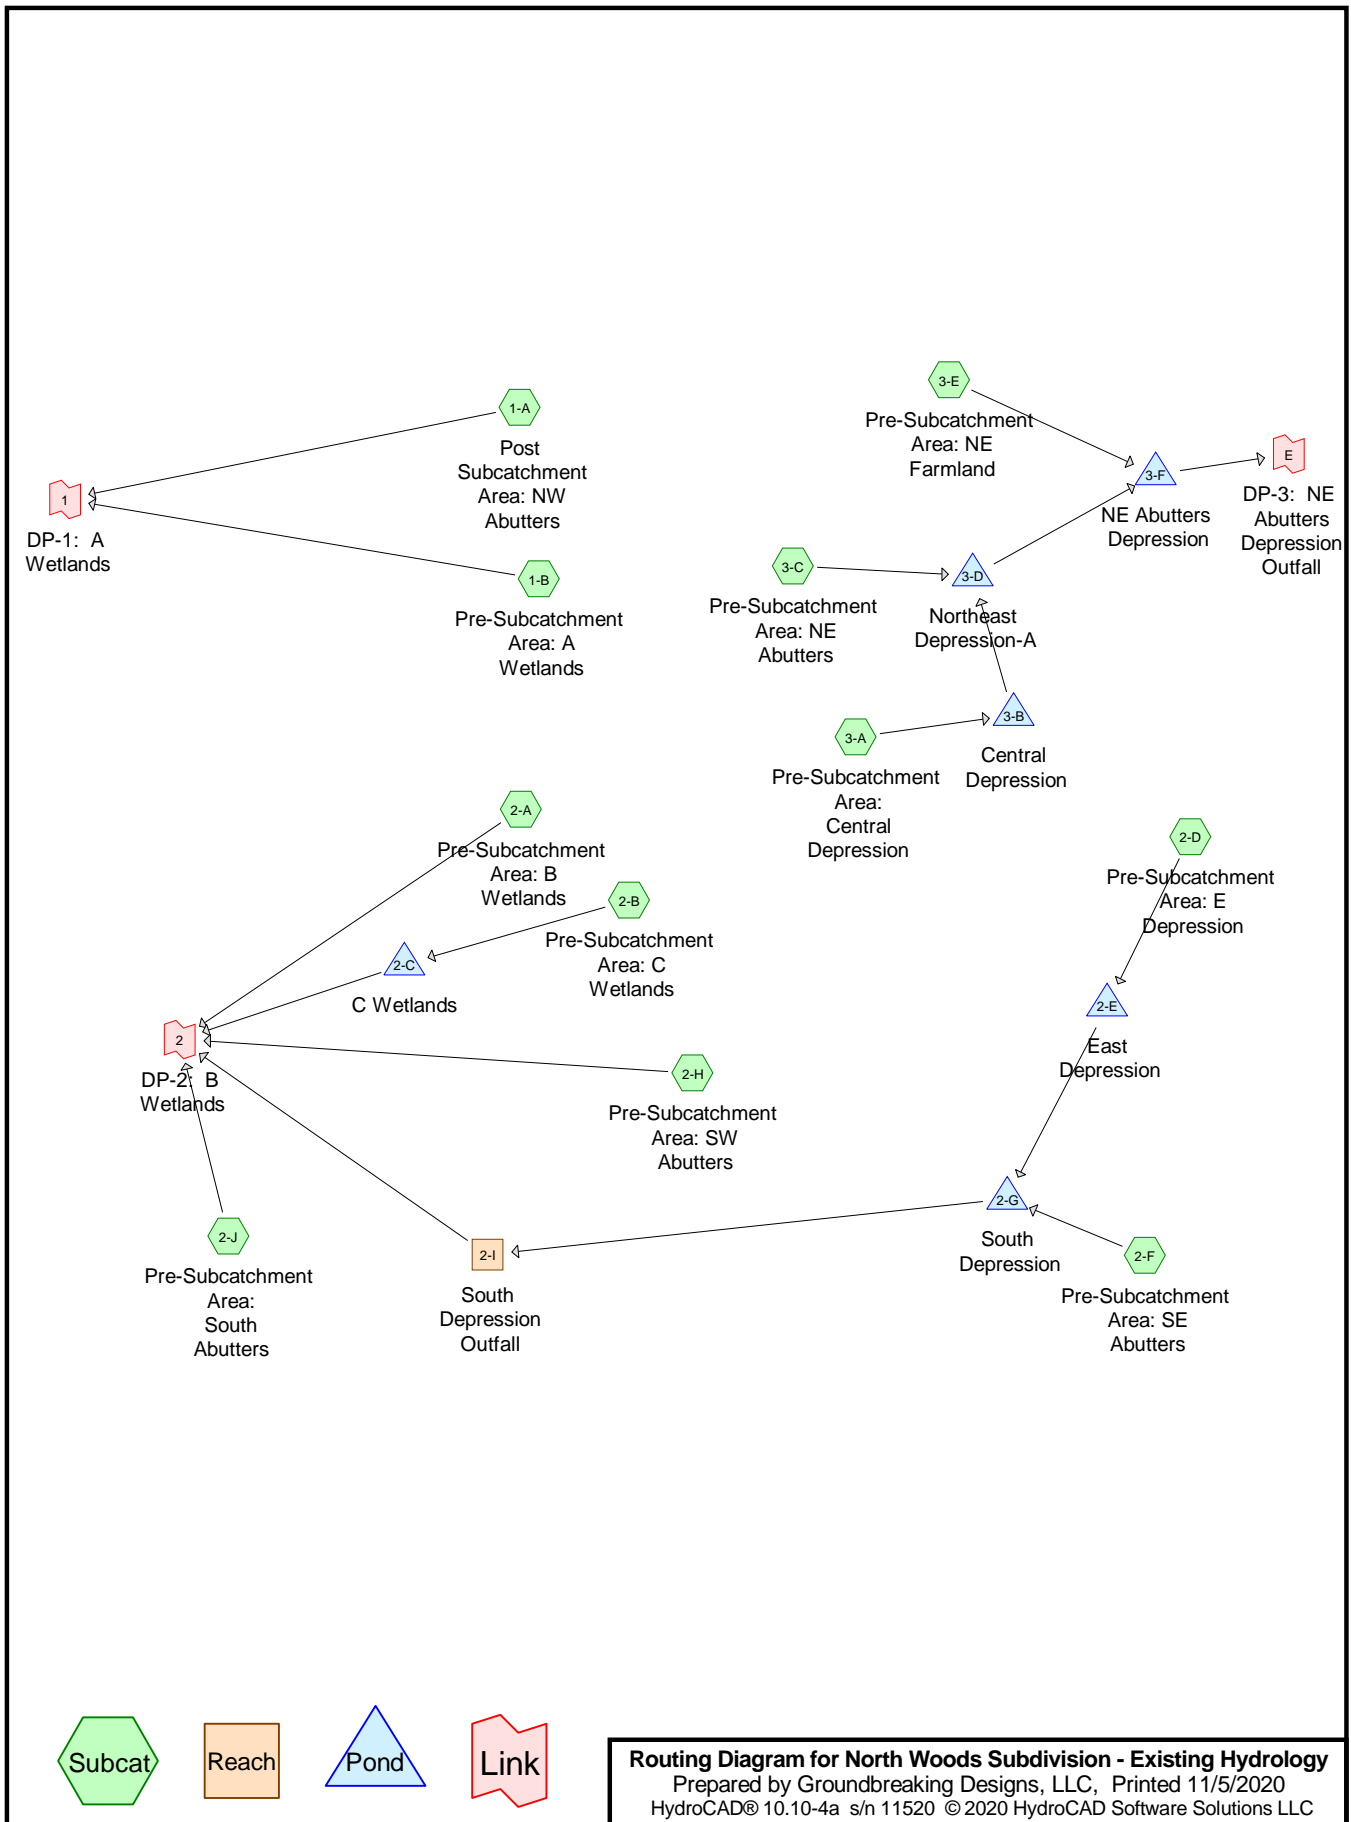 3-E
Pre-Subcatchment
Area: NE
Farmland
1-A
Post
Subcatchment
Area: NW
Abutters
E
DP-3: NE
Abutters
Depression
Outfall
3-F
NE Abutters
Depression
1
DP-1: A
Wetlands
3-C
Pre-Subcatchment
Area: NE
Abutters
3-D
Northeast
Depression-A
1-B
Pre-Subcatchment
Area: A
Wetlands
3-B
Central
Depression
3-A
Pre-Subcatchment
Area:
Central
Depression
2-A
Pre-Subcatchment
Area: B
Wetlands
2-D
Pre-Subcatchment
Area: E
Depression
2-B
Pre-Subcatchment
Area: C
Wetlands
2-C
C Wetlands
2-E
East
Depression
2
DP-2: B
Wetlands
2-H
Pre-Subcatchment
Area: SW
Abutters
2-G
South
Depression
2-J
Pre-Subcatchment
Area:
South
Abutters
2-I
South
Depression
Outfall
2-F
Pre-Subcatchment
Area: SE
Abutters
Subcat
Reach
Pond
Link
Routing Diagram for North Woods Subdivision - Existing Hydrology
Prepared by Groundbreaking Designs, LLC, Printed 11/5/2020
HydroCAD® 10.10-4a s/n 11520 © 2020 HydroCAD Software Solutions LLC